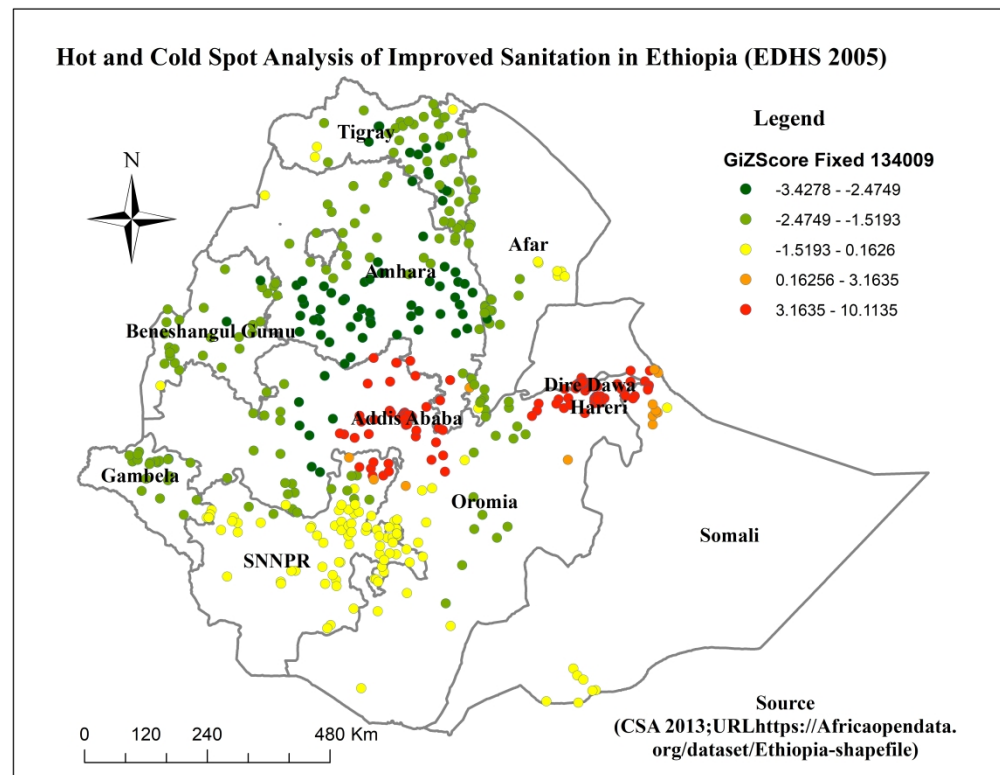 Hot and Cold Spot Analysis of Improved Sanitation in Ethiopia (EDHS 2005)
Legend
GiZScore Fixed 134009
-3.4278 - -2.4749
-2.4749 - -1.5193
-1.5193 - 0.1626
0.16256 - 3.1635
3.1635 - 10.1135
N
Tigray
Afar
Amhara
Beneshangul Gumu
Dire Dawa
Hareri
Addis Ababa
Gambela
Oromia
Somali
SNNPR
Source
(CSA 2013;URLhttps://Africaopendata.
org/dataset/Ethiopia-shapefile)
0 120 240 480 Km